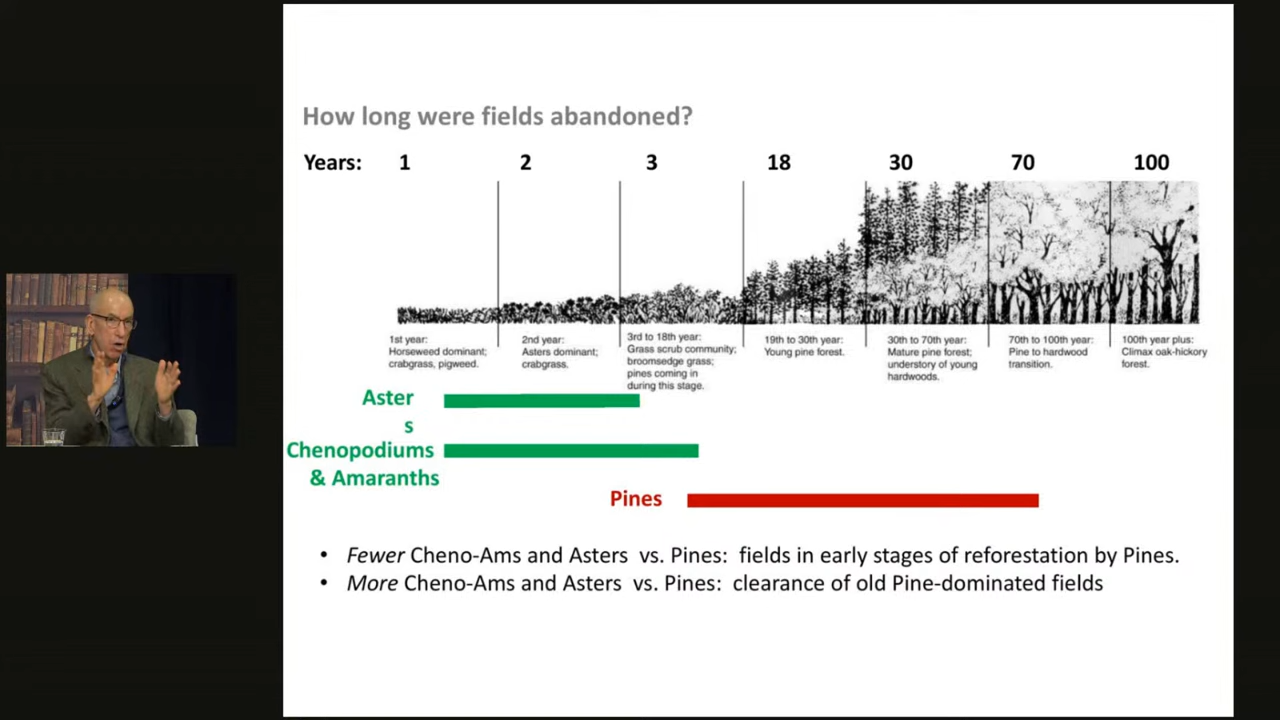 How long were fields abandoned?
Years: 1 2 3 18 30 70 100
1st year:
Horseweed dominant;
crabgrass, pigweed.
2nd year:
Asters dominant;
crabgrass.
3rd to 18th year:
Grass scrub community;
broomsedge grass;
pines coming in
during this stage.
19th to 30th year:
Young pine forest.
30th to 70th year:
Mature pine forest;
understory of young
hardwoods.
70th to 100th year:
Pine to hardwood
transition.
100th year plus:
Climax oak-hickory
forest.
Aster
s
Chenopodiums
& Amaranths
Pines
• Fewer Cheno-Ams and Asters vs. Pines: fields in early stages of reforestation by Pines.
• More Cheno-Ams and Asters vs. Pines: clearance of old Pine-dominated fields